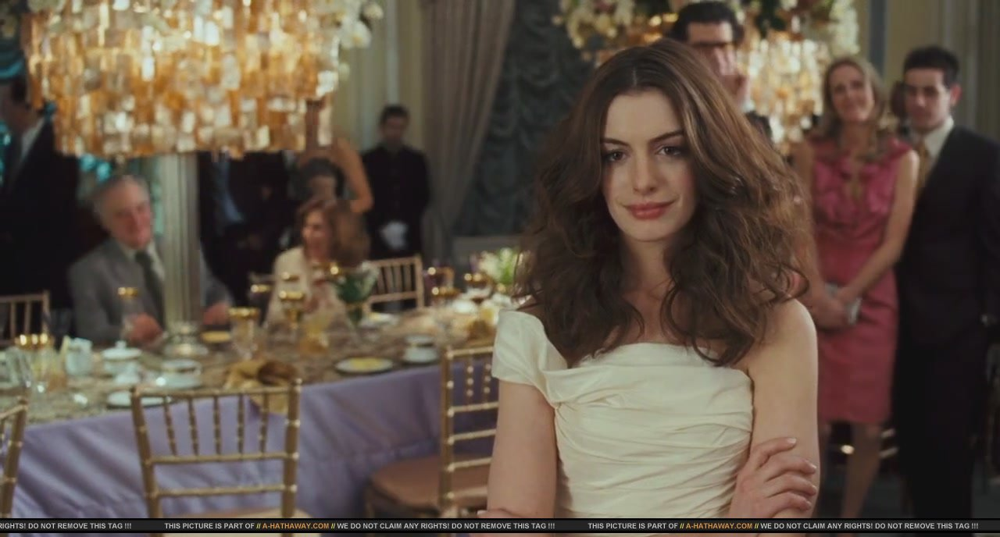 RIGHTS! DO NOT REMOVE THIS TAG !!! THIS PICTURE IS PART OF // A-HATHAWAY.COM // WE DO NOT CLAIM ANY RIGHTS! DO NOT REMOVE THIS TAG !!! THIS PICTURE IS PART OF // A-HATHAWAY.COM // WE DO NOT CLAIM ANY RIGHTS! DO NOT REMOVE THIS TAG !!!